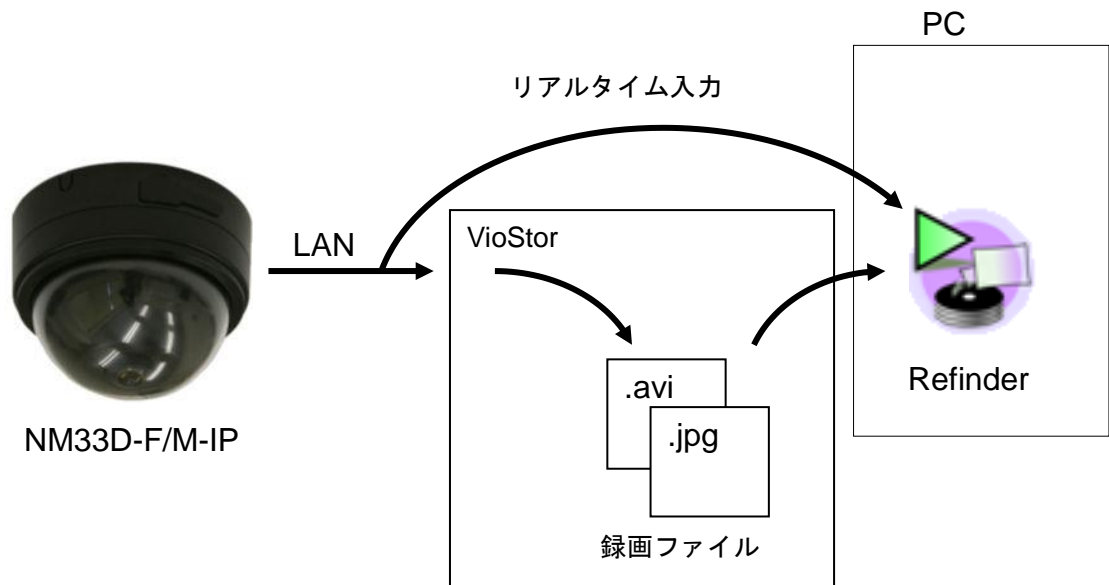 PC
リアルタイム入力
LAN
VioStor
.avi
.jpg
Refinder
NM33D-F/M-IP
録画ファイル